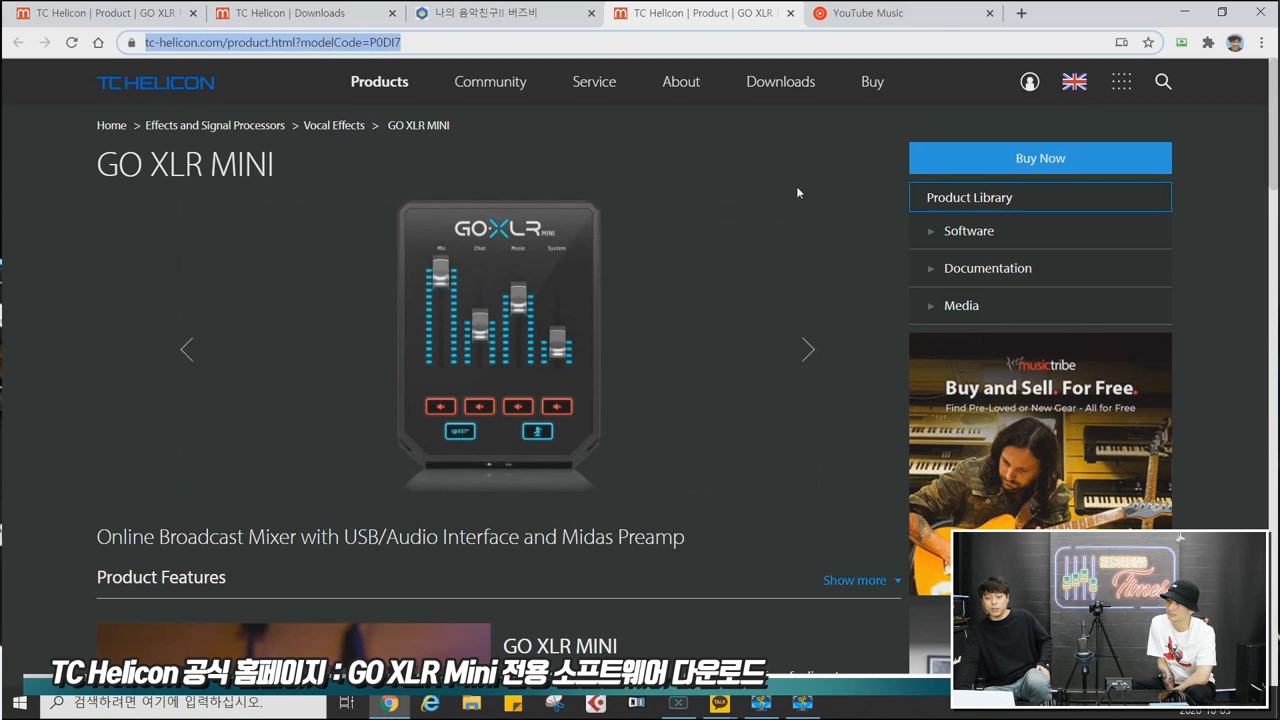 TC Helicon | Product | GO XLR
TC Helicon | Downloads
나의 음악친구!! 버즈비
TC Helicon | Product | GO XLR
YouTube Music
tc-helicon.com/product.html?modelCode=P0DI7
TC HELICON
Products
Community
Service
About
Downloads
Buy
Home > Effects and Signal Processors > Vocal Effects > GO XLR MINI
GO XLR MINI
Buy Now
Product Library
Software
Documentation
Media
GO XLR MINI
Mic Chat Music System
musictribe
Buy and Sell. For Free.
Find Pre-Loved or New Gear - All for Free
Online Broadcast Mixer with USB/Audio Interface and Midas Preamp
Product Features
Show more
GO XLR MINI
Times
TC Helicon 공식 홈페이지 : GO XLR Mini 전용 소프트웨어 다운로드
검색하려면 여기에 입력하십시오.
TALK